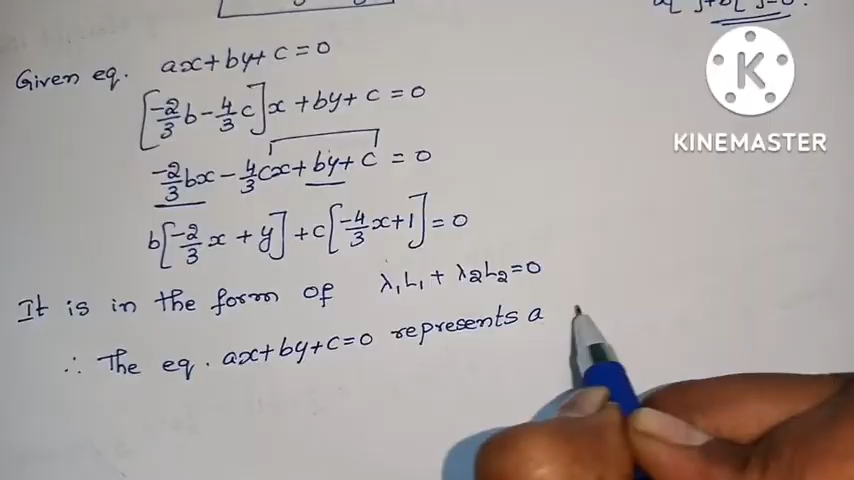 Given eq. ax+by+c=0
[-2/3 b - 4/3 c]x + by + c = 0
-2/3 bx - 4/3 cx + by + c = 0
b[-2/3 x + y] + c[-4/3 x + 1] = 0
It is in the form of λ₁L₁ + λ₂L₂=0
∴ The eq. ax+by+c=0 represents a
KINEMASTER